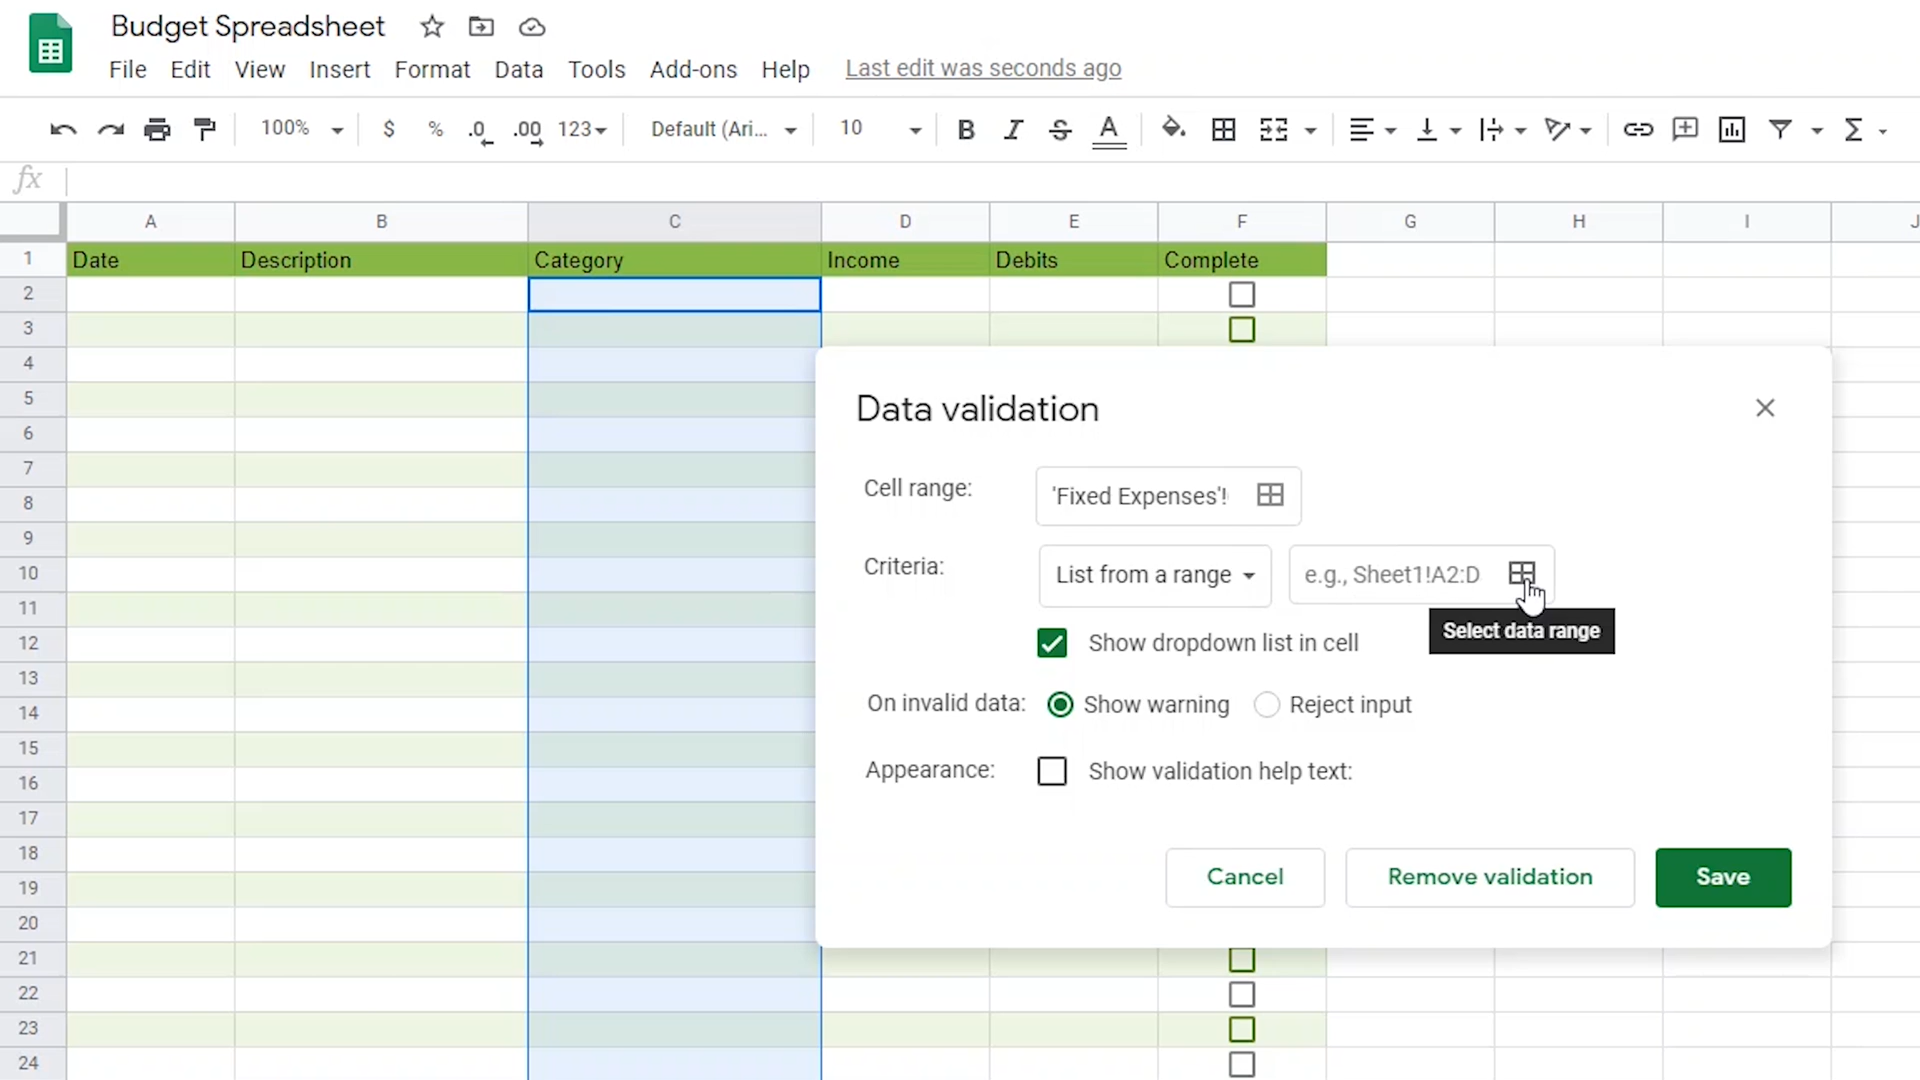 Budget Spreadsheet
File Edit View Insert Format Data Tools Add-ons Help Last edit was seconds ago
100% $ % .0 .00 123 Default (Ari... 10 B I S A Σ
fx
A B C D E F G H I J
1 Date Description Category Income Debits Complete
2
3
4
5
6
7
8
9
10
11
12
13
14
15
16
17
18
19
20
21
22
23
24
Data validation
Cell range: 'Fixed Expenses'!
Criteria: List from a range e.g., Sheet1!A2:D
Select data range
Show dropdown list in cell
On invalid data: Show warning Reject input
Appearance: Show validation help text:
Cancel Remove validation Save